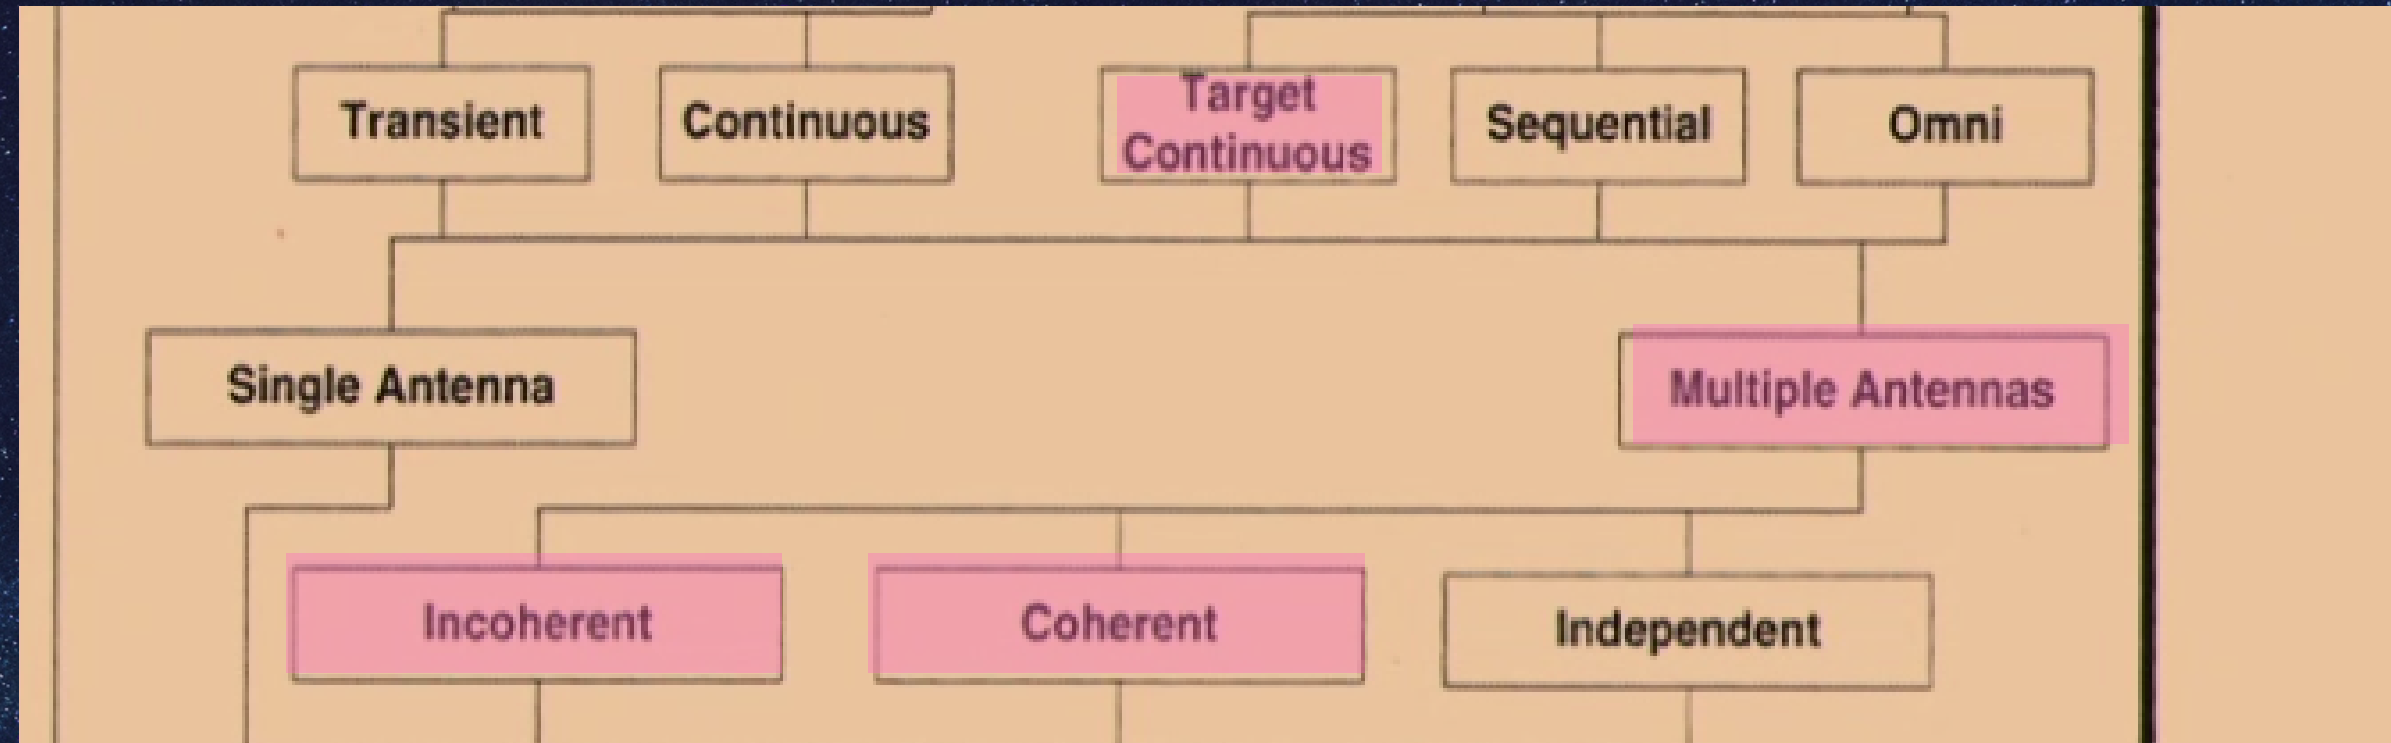 Transient
Continuous
Target
Continuous
Sequential
Omni
Single Antenna
Multiple Antennas
Incoherent
Coherent
Independent